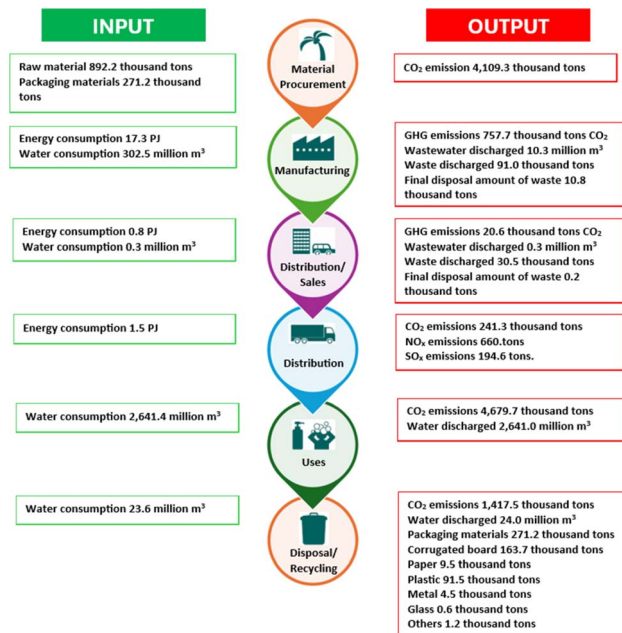 INPUT
OUTPUT
Raw material 892.2 thousand tons
Packaging materials 271.2 thousand
tons
Material
Procurement
CO₂ emission 4,109.3 thousand tons
Energy consumption 17.3 PJ
Water consumption 302.5 million m³
Manufacturing
GHG emissions 757.7 thousand tons CO₂
Wastewater discharged 10.3 million m³
Waste discharged 91.0 thousand tons
Final disposal amount of waste 10.8
thousand tons
Energy consumption 0.8 PJ
Water consumption 0.3 million m³
Distribution/
Sales
GHG emissions 20.6 thousand tons CO₂
Wastewater discharged 0.3 million m³
Waste discharged 30.5 thousand tons
Final disposal amount of waste 0.2
thousand tons
Energy consumption 1.5 PJ
Distribution
CO₂ emissions 241.3 thousand tons
NOₓ emissions 660.tons
SOₓ emissions 194.6 tons.
Water consumption 2,641.4 million m³
Uses
CO₂ emissions 4,679.7 thousand tons
Water discharged 2,641.0 million m³
Water consumption 23.6 million m³
Disposal/
Recycling
CO₂ emissions 1,417.5 thousand tons
Water discharged 24.0 million m³
Packaging materials 271.2 thousand tons
Corrugated board 163.7 thousand tons
Paper 9.5 thousand tons
Plastic 91.5 thousand tons
Metal 4.5 thousand tons
Glass 0.6 thousand tons
Others 1.2 thousand tons